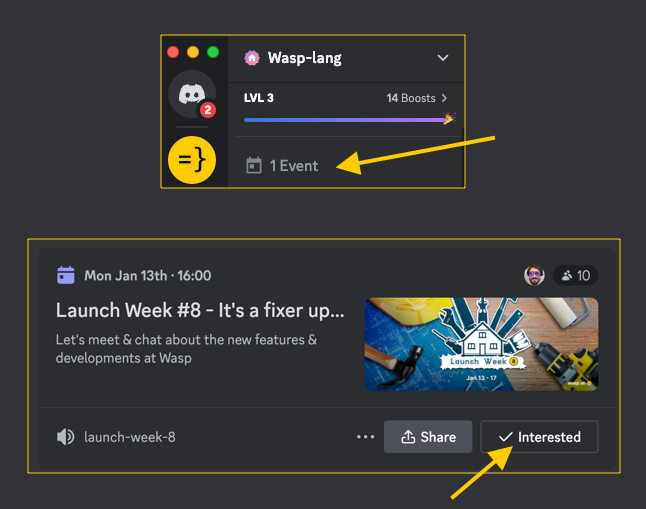 Wasp-lang
2
LVL 3
14 Boosts
=}
1 Event
Mon Jan 13th · 16:00
10
Launch Week #8 - It's a fixer up...
Let's meet & chat about the new features &
developments at Wasp
Launch Week
Jan 13 - 17
wasp.sh
launch-week-8
Share
Interested